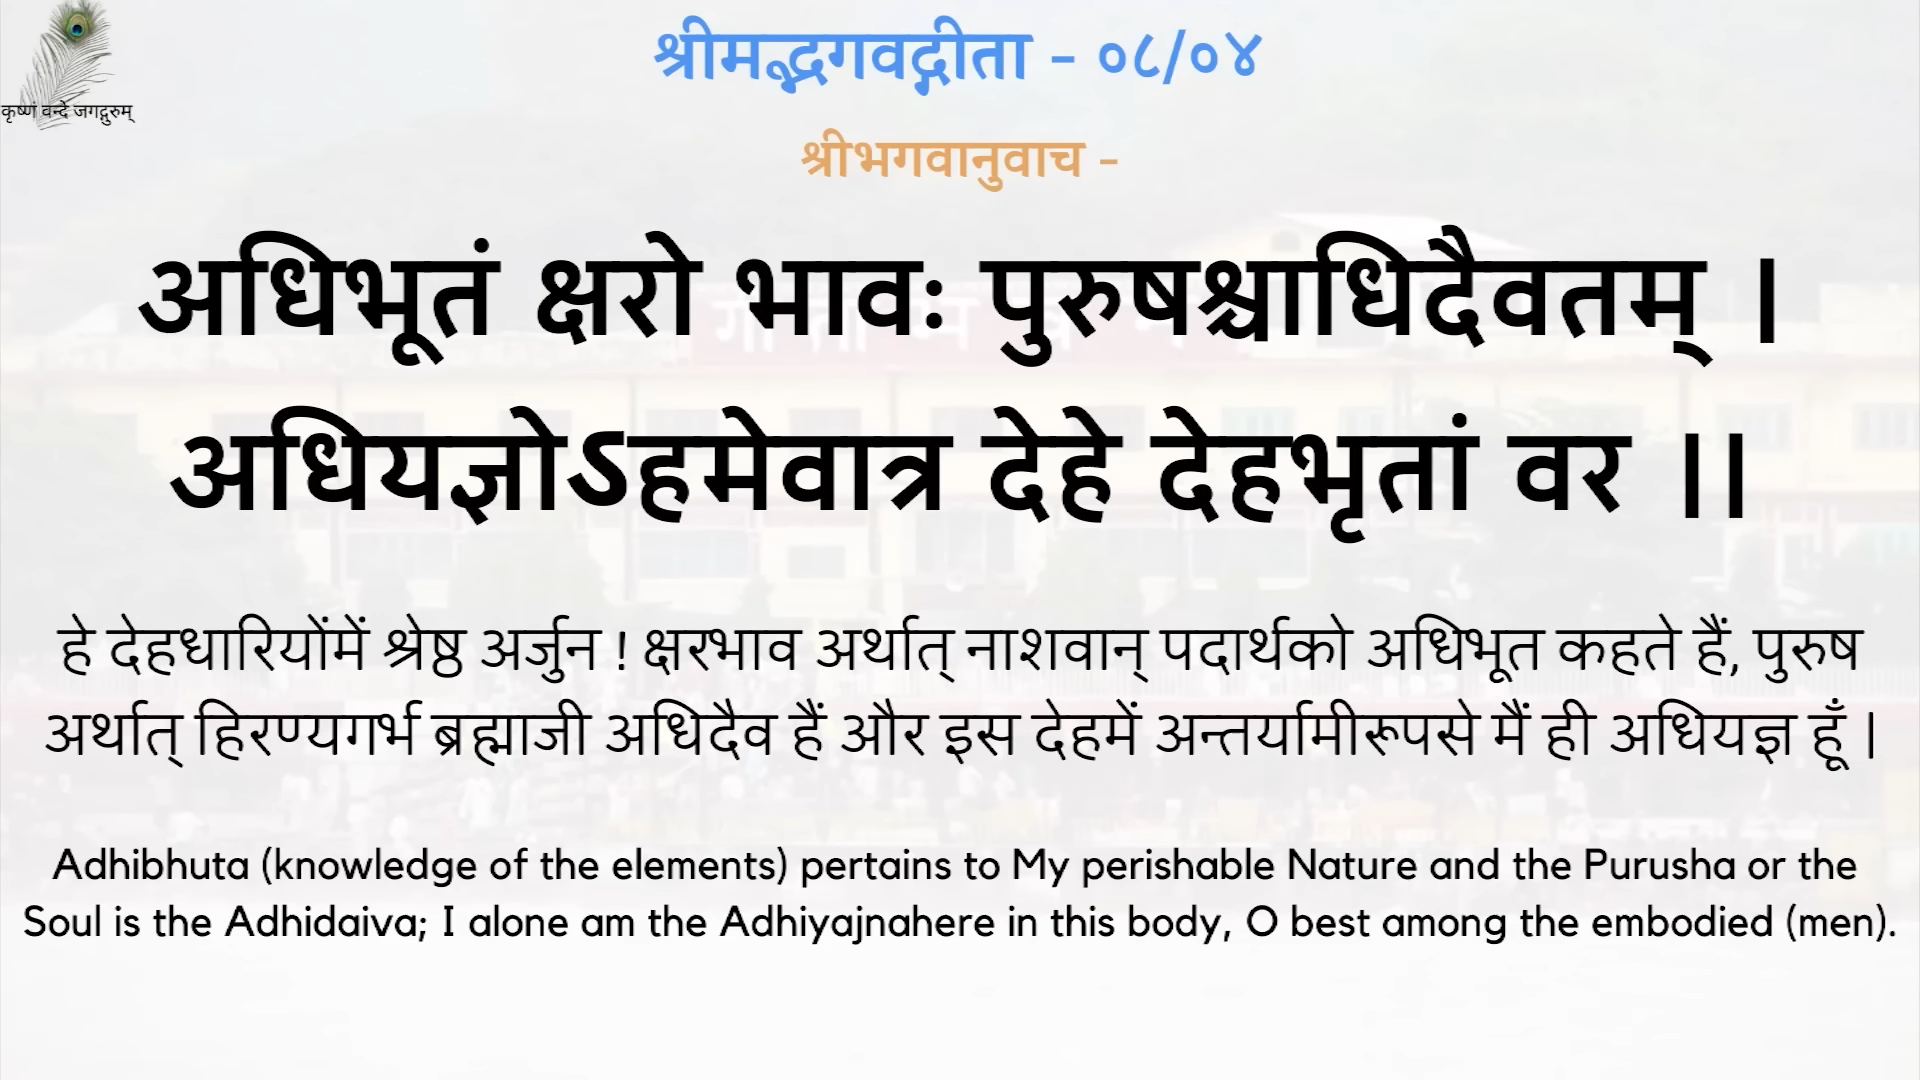 श्रीमद्भगवद्गीता - ०८/०४
कृष्णं वन्दे जगद्गुरुम्
श्रीभगवानुवाच -
अधिभूतं क्षरो भावः पुरुषश्चाधिदैवतम् ।
अधियज्ञोऽहमेवात्र देहे देहभृतां वर ।।
हे देहधारियोंमें श्रेष्ठ अर्जुन ! क्षरभाव अर्थात् नाशवान् पदार्थको अधिभूत कहते हैं, पुरुष
अर्थात् हिरण्यगर्भ ब्रह्माजी अधिदैव हैं और इस देहमें अन्तर्यामीरूपसे मैं ही अधियज्ञ हूँ ।
Adhibhuta (knowledge of the elements) pertains to My perishable Nature and the Purusha or the
Soul is the Adhidaiva; I alone am the Adhiyajnahere in this body, O best among the embodied (men).